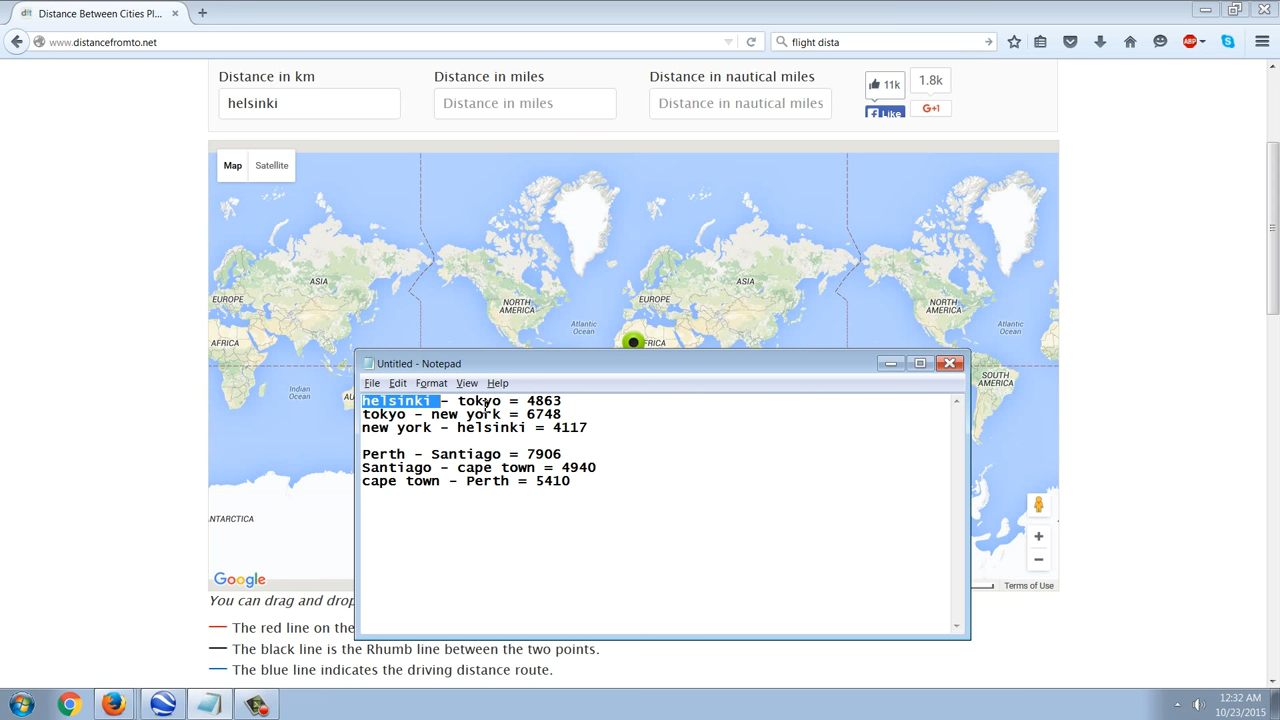 Distance Between Cities Pl...
www.distancefromto.net
flight dista
ABP
Distance in km
Distance in miles
Distance in nautical miles
helsinki
Distance in miles
Distance in nautical miles
11k
1.8k
Like
G+1
Map
Satellite
ASIA
NORTH
AMERICA
EUROPE
Atlantic
Ocean
AFRICA
Indian
Ocean
EUROPE
ASIA
NORTH
AMERICA
Atlantic
Ocean
EUROPE
AFRICA
SOUTH
AMERICA
ANTARCTICA
Google
Terms of Use
Untitled - Notepad
File Edit Format View Help
helsinki - tokyo = 4863
tokyo - new york = 6748
new york - helsinki = 4117
Perth - Santiago = 7906
Santiago - cape town = 4940
cape town - Perth = 5410
You can drag and drop
The red line on the
The black line is the Rhumb line between the two points.
The blue line indicates the driving distance route.
12:32 AM
10/23/2015